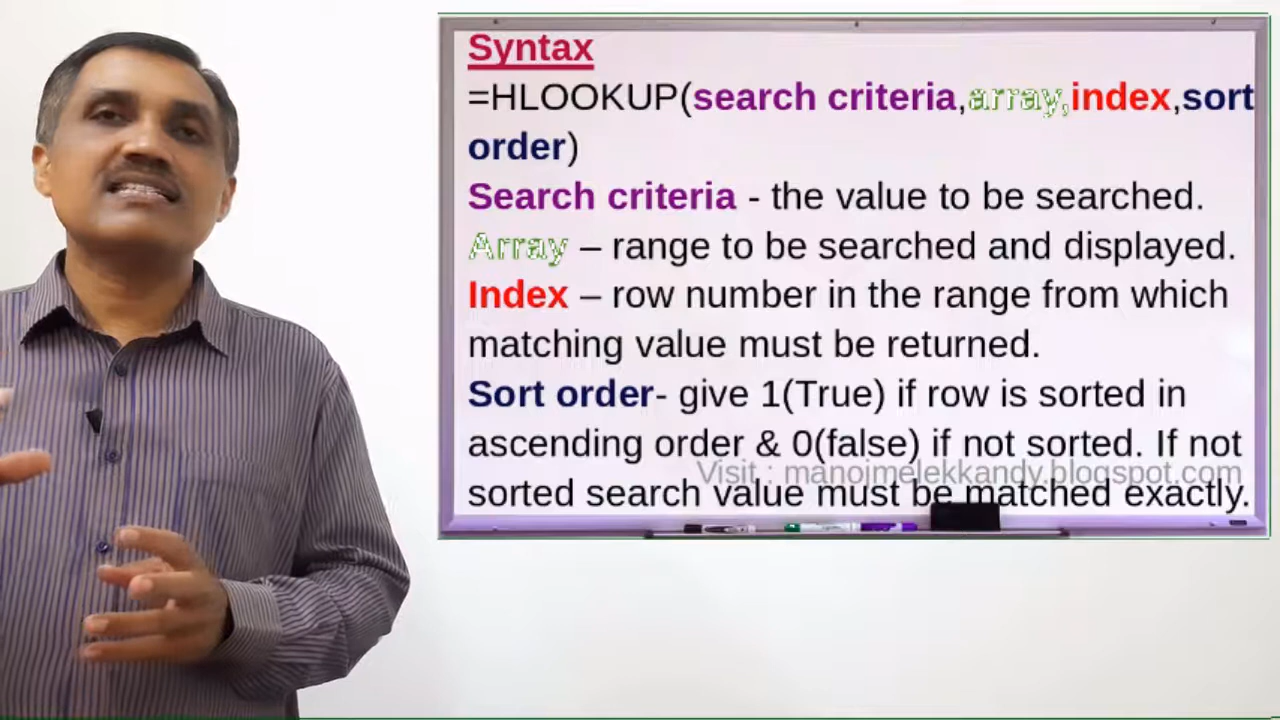 Syntax
=HLOOKUP(search criteria,array,index,sort
order)
Search criteria - the value to be searched.
Array – range to be searched and displayed.
Index – row number in the range from which
matching value must be returned.
Sort order- give 1(True) if row is sorted in
ascending order & 0(false) if not sorted. If not
Visit : manojmelekkandy.blogspot.com
sorted search value must be matched exactly.